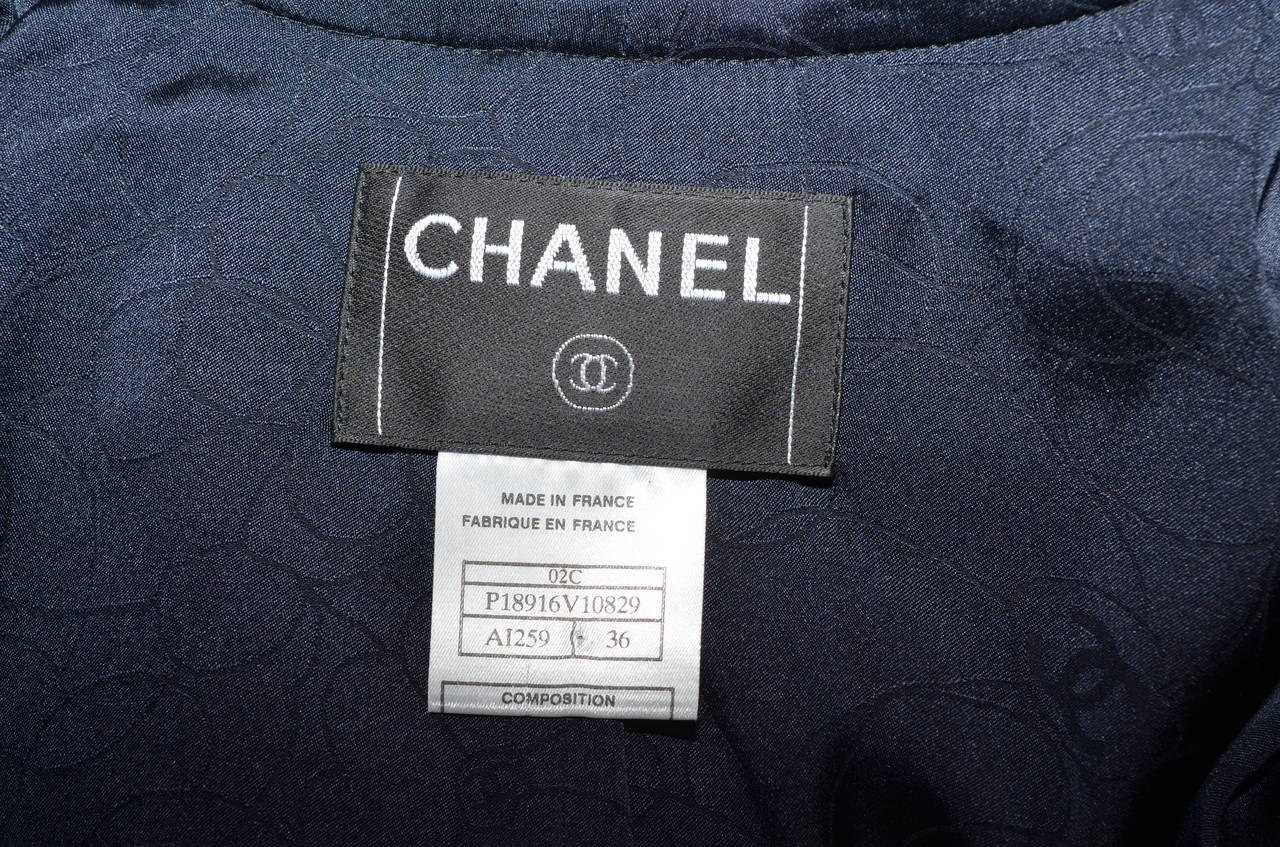 CHANEL
MADE IN FRANCE
FABRIQUE EN FRANCE
02C
P18916V10829
AI259 36
COMPOSITION